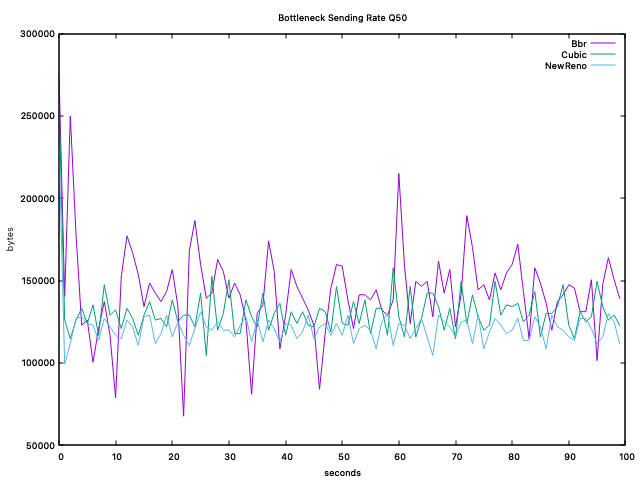 Bottleneck Sending Rate Q50
300000
Bbr
Cubic
NewReno
250000
200000
bytes
150000
100000
50000
0 10 20 30 40 50 60 70 80 90 100
seconds